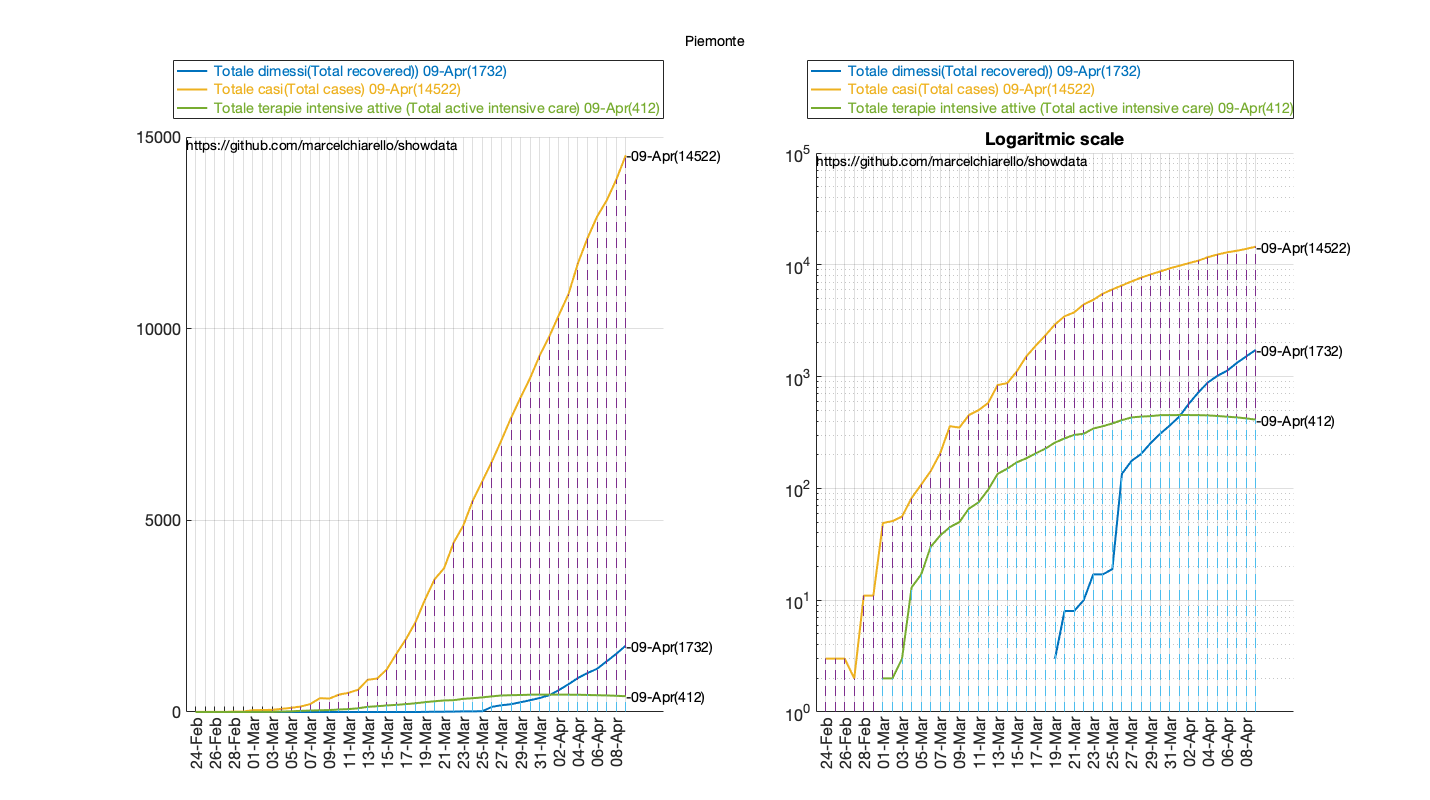 Piemonte
Totale dimessi(Total recovered)) 09-Apr(1732)
Totale casi(Total cases) 09-Apr(14522)
Totale terapie intensive attive (Total active intensive care) 09-Apr(412)
15000
https://github.com/marcelchiarello/showdata
-09-Apr(14522)
10000
5000
-09-Apr(1732)
-09-Apr(412)
0
24-Feb
26-Feb
28-Feb
01-Mar
03-Mar
05-Mar
07-Mar
09-Mar
11-Mar
13-Mar
15-Mar
17-Mar
19-Mar
21-Mar
23-Mar
25-Mar
27-Mar
29-Mar
31-Mar
02-Apr
04-Apr
06-Apr
08-Apr
Totale dimessi(Total recovered)) 09-Apr(1732)
Totale casi(Total cases) 09-Apr(14522)
Totale terapie intensive attive (Total active intensive care) 09-Apr(412)
Logaritmic scale
10^5
https://github.com/marcelchiarello/showdata
-09-Apr(14522)
10^4
-09-Apr(1732)
10^3
-09-Apr(412)
10^2
10^1
10^0
24-Feb
26-Feb
28-Feb
01-Mar
03-Mar
05-Mar
07-Mar
09-Mar
11-Mar
13-Mar
15-Mar
17-Mar
19-Mar
21-Mar
23-Mar
25-Mar
27-Mar
29-Mar
31-Mar
02-Apr
04-Apr
06-Apr
08-Apr